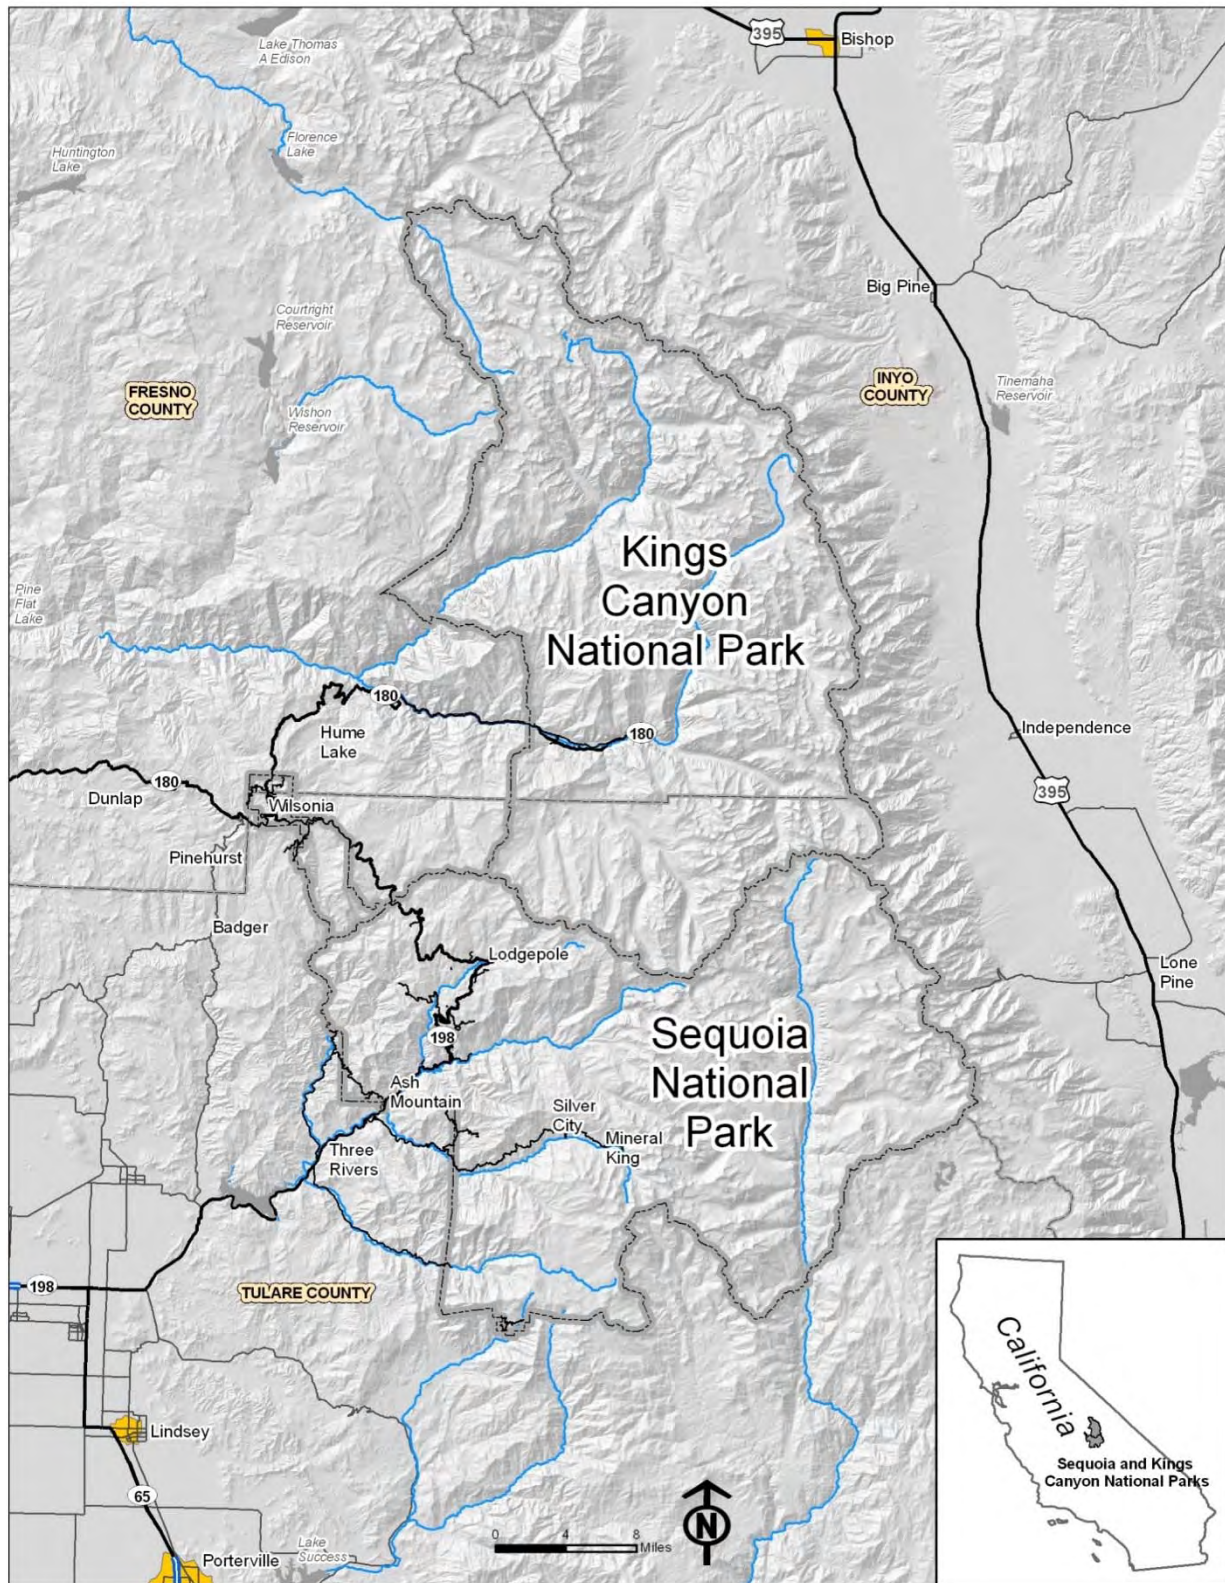 Lake Thomas
A Edison
395
Bishop
Florence
Lake
Huntington
Lake
Big Pine
Courtright
Reservoir
FRESNO
COUNTY
INYO
COUNTY
Tinemaha
Reservoir
Wishon
Reservoir
Kings
Canyon
National Park
Pine
Flat
Lake
180
Hume
Lake
180
Independence
180
Dunlap
Wilsonia
395
Pinehurst
Badger
Lodgepole
Lone
Pine
198
Sequoia
National
Park
Ash
Mountain
Silver
City
Mineral
King
Three
Rivers
198
TULARE COUNTY
California
Sequoia and Kings
Canyon National Parks
Lindsey
65
N
0 4 8
Miles
Porterville
Lake
Success